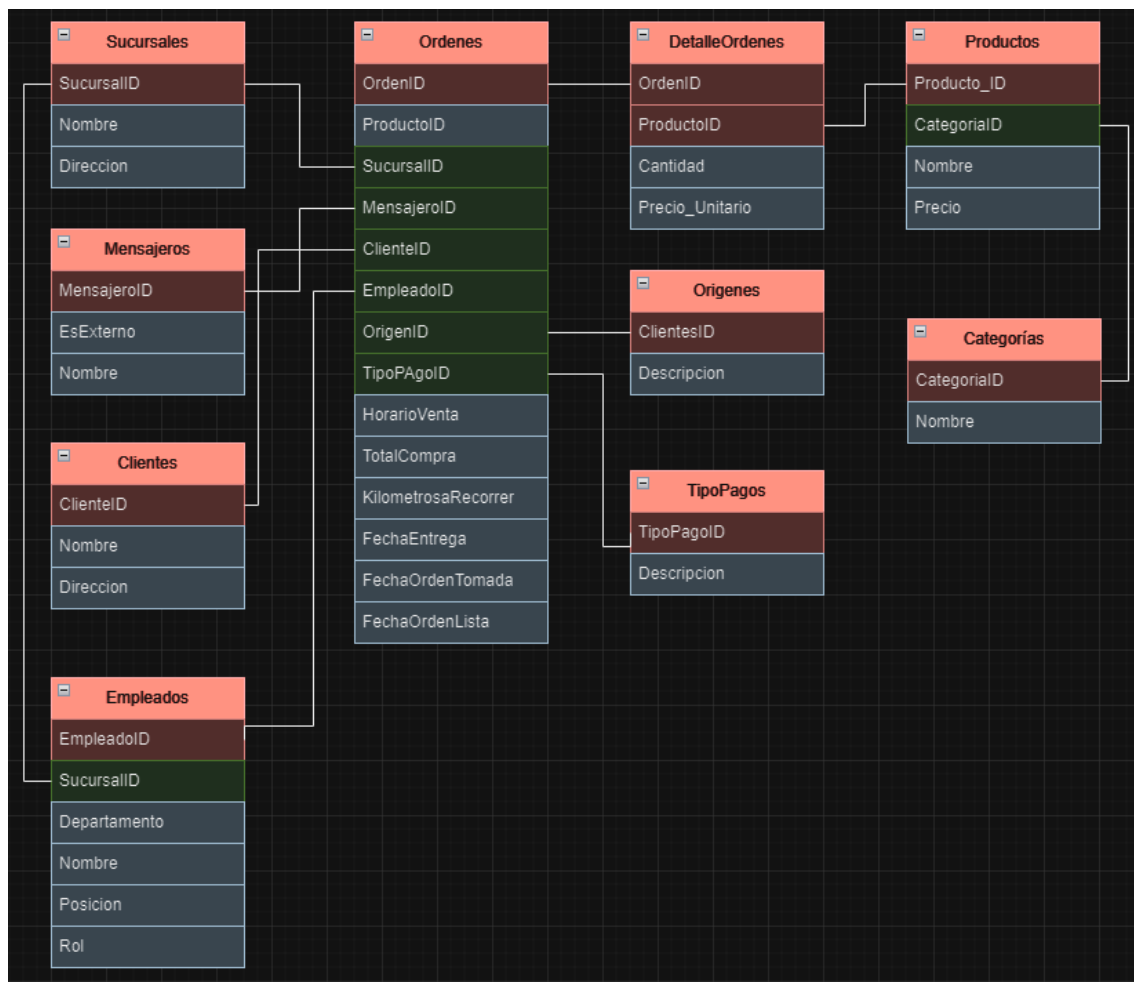 Sucursales
SucursalID
Nombre
Direccion
Mensajeros
MensajeroID
EsExterno
Nombre
Clientes
ClienteID
Nombre
Direccion
Empleados
EmpleadoID
SucursalID
Departamento
Nombre
Posicion
Rol
Ordenes
OrdenID
ProductoID
SucursalID
MensajeroID
ClienteID
EmpleadoID
OrigenID
TipoPAgoID
HorarioVenta
TotalCompra
KilometrosaRecorrer
FechaEntrega
FechaOrdenTomada
FechaOrdenLista
DetalleOrdenes
OrdenID
ProductoID
Cantidad
Precio_Unitario
Origenes
ClientesID
Descripcion
TipoPagos
TipoPagoID
Descripcion
Productos
Producto_ID
CategoriaID
Nombre
Precio
Categorías
CategoriaID
Nombre